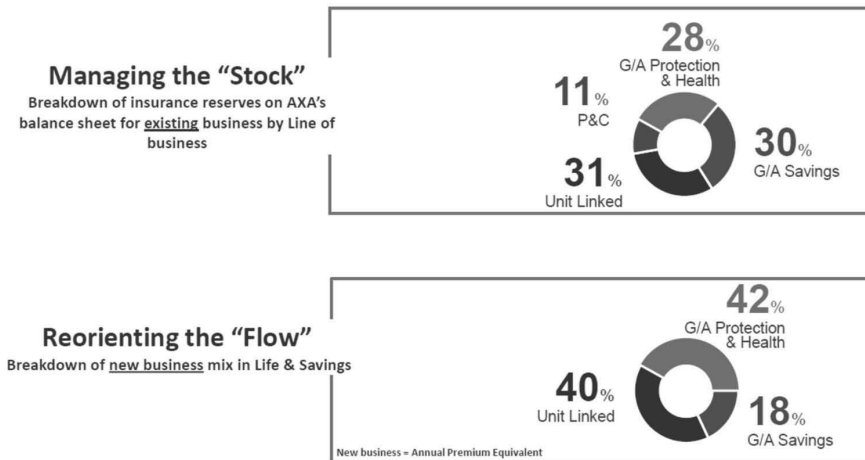 Managing the “Stock”
Breakdown of insurance reserves on AXA’s
balance sheet for existing business by Line of
business
28%
G/A Protection
& Health
11%
P&C
30%
G/A Savings
31%
Unit Linked
Reorienting the “Flow”
Breakdown of new business mix in Life & Savings
42%
G/A Protection
& Health
40%
Unit Linked
18%
G/A Savings
New business = Annual Premium Equivalent